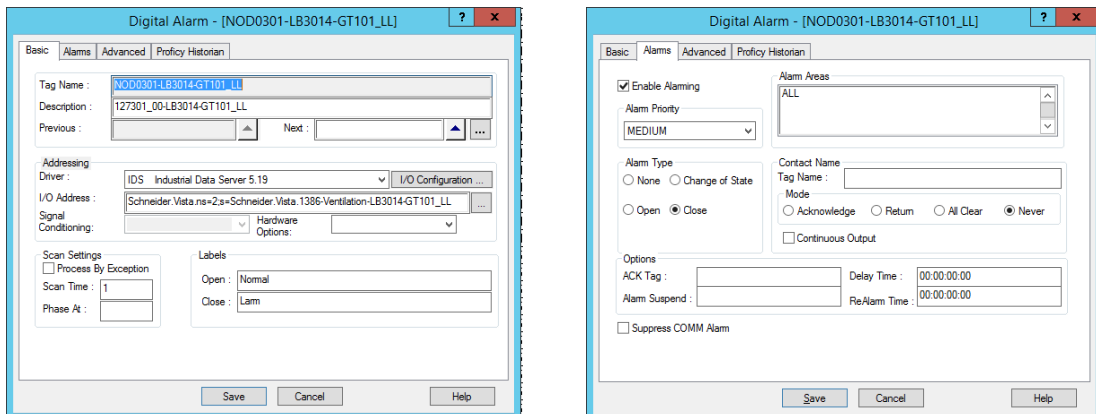 Digital Alarm - [NOD0301-LB3014-GT101_LL]
? x
Basic Alarms Advanced Proficy Historian
Tag Name : NOD0301-LB3014-GT101_LL
Description : 127301_00-LB3014-GT101_LL
Previous : Next : ...
Addressing
Driver : IDS Industrial Data Server 5.19 I/O Configuration ...
I/O Address : Schneider.Vista.ns=2;s=Schneider.Vista.1386-Ventilation-LB3014-GT101_LL ...
Signal Conditioning: Hardware Options:
Scan Settings
Process By Exception
Scan Time : 1
Phase At :
Labels
Open : Normal
Close : Larm
Save Cancel Help
Digital Alarm - [NOD0301-LB3014-GT101_LL]
? x
Basic Alarms Advanced Proficy Historian
Enable Alarming
Alarm Priority
MEDIUM
Alarm Areas
ALL
Alarm Type
None Change of State
Open Close
Contact Name
Tag Name :
Mode
Acknowledge Return All Clear Never
Continuous Output
Options
ACK Tag : Delay Time : 00:00:00:00
Alarm Suspend : ReAlarm Time : 00:00:00:00
Suppress COMM Alarm
Save Cancel Help